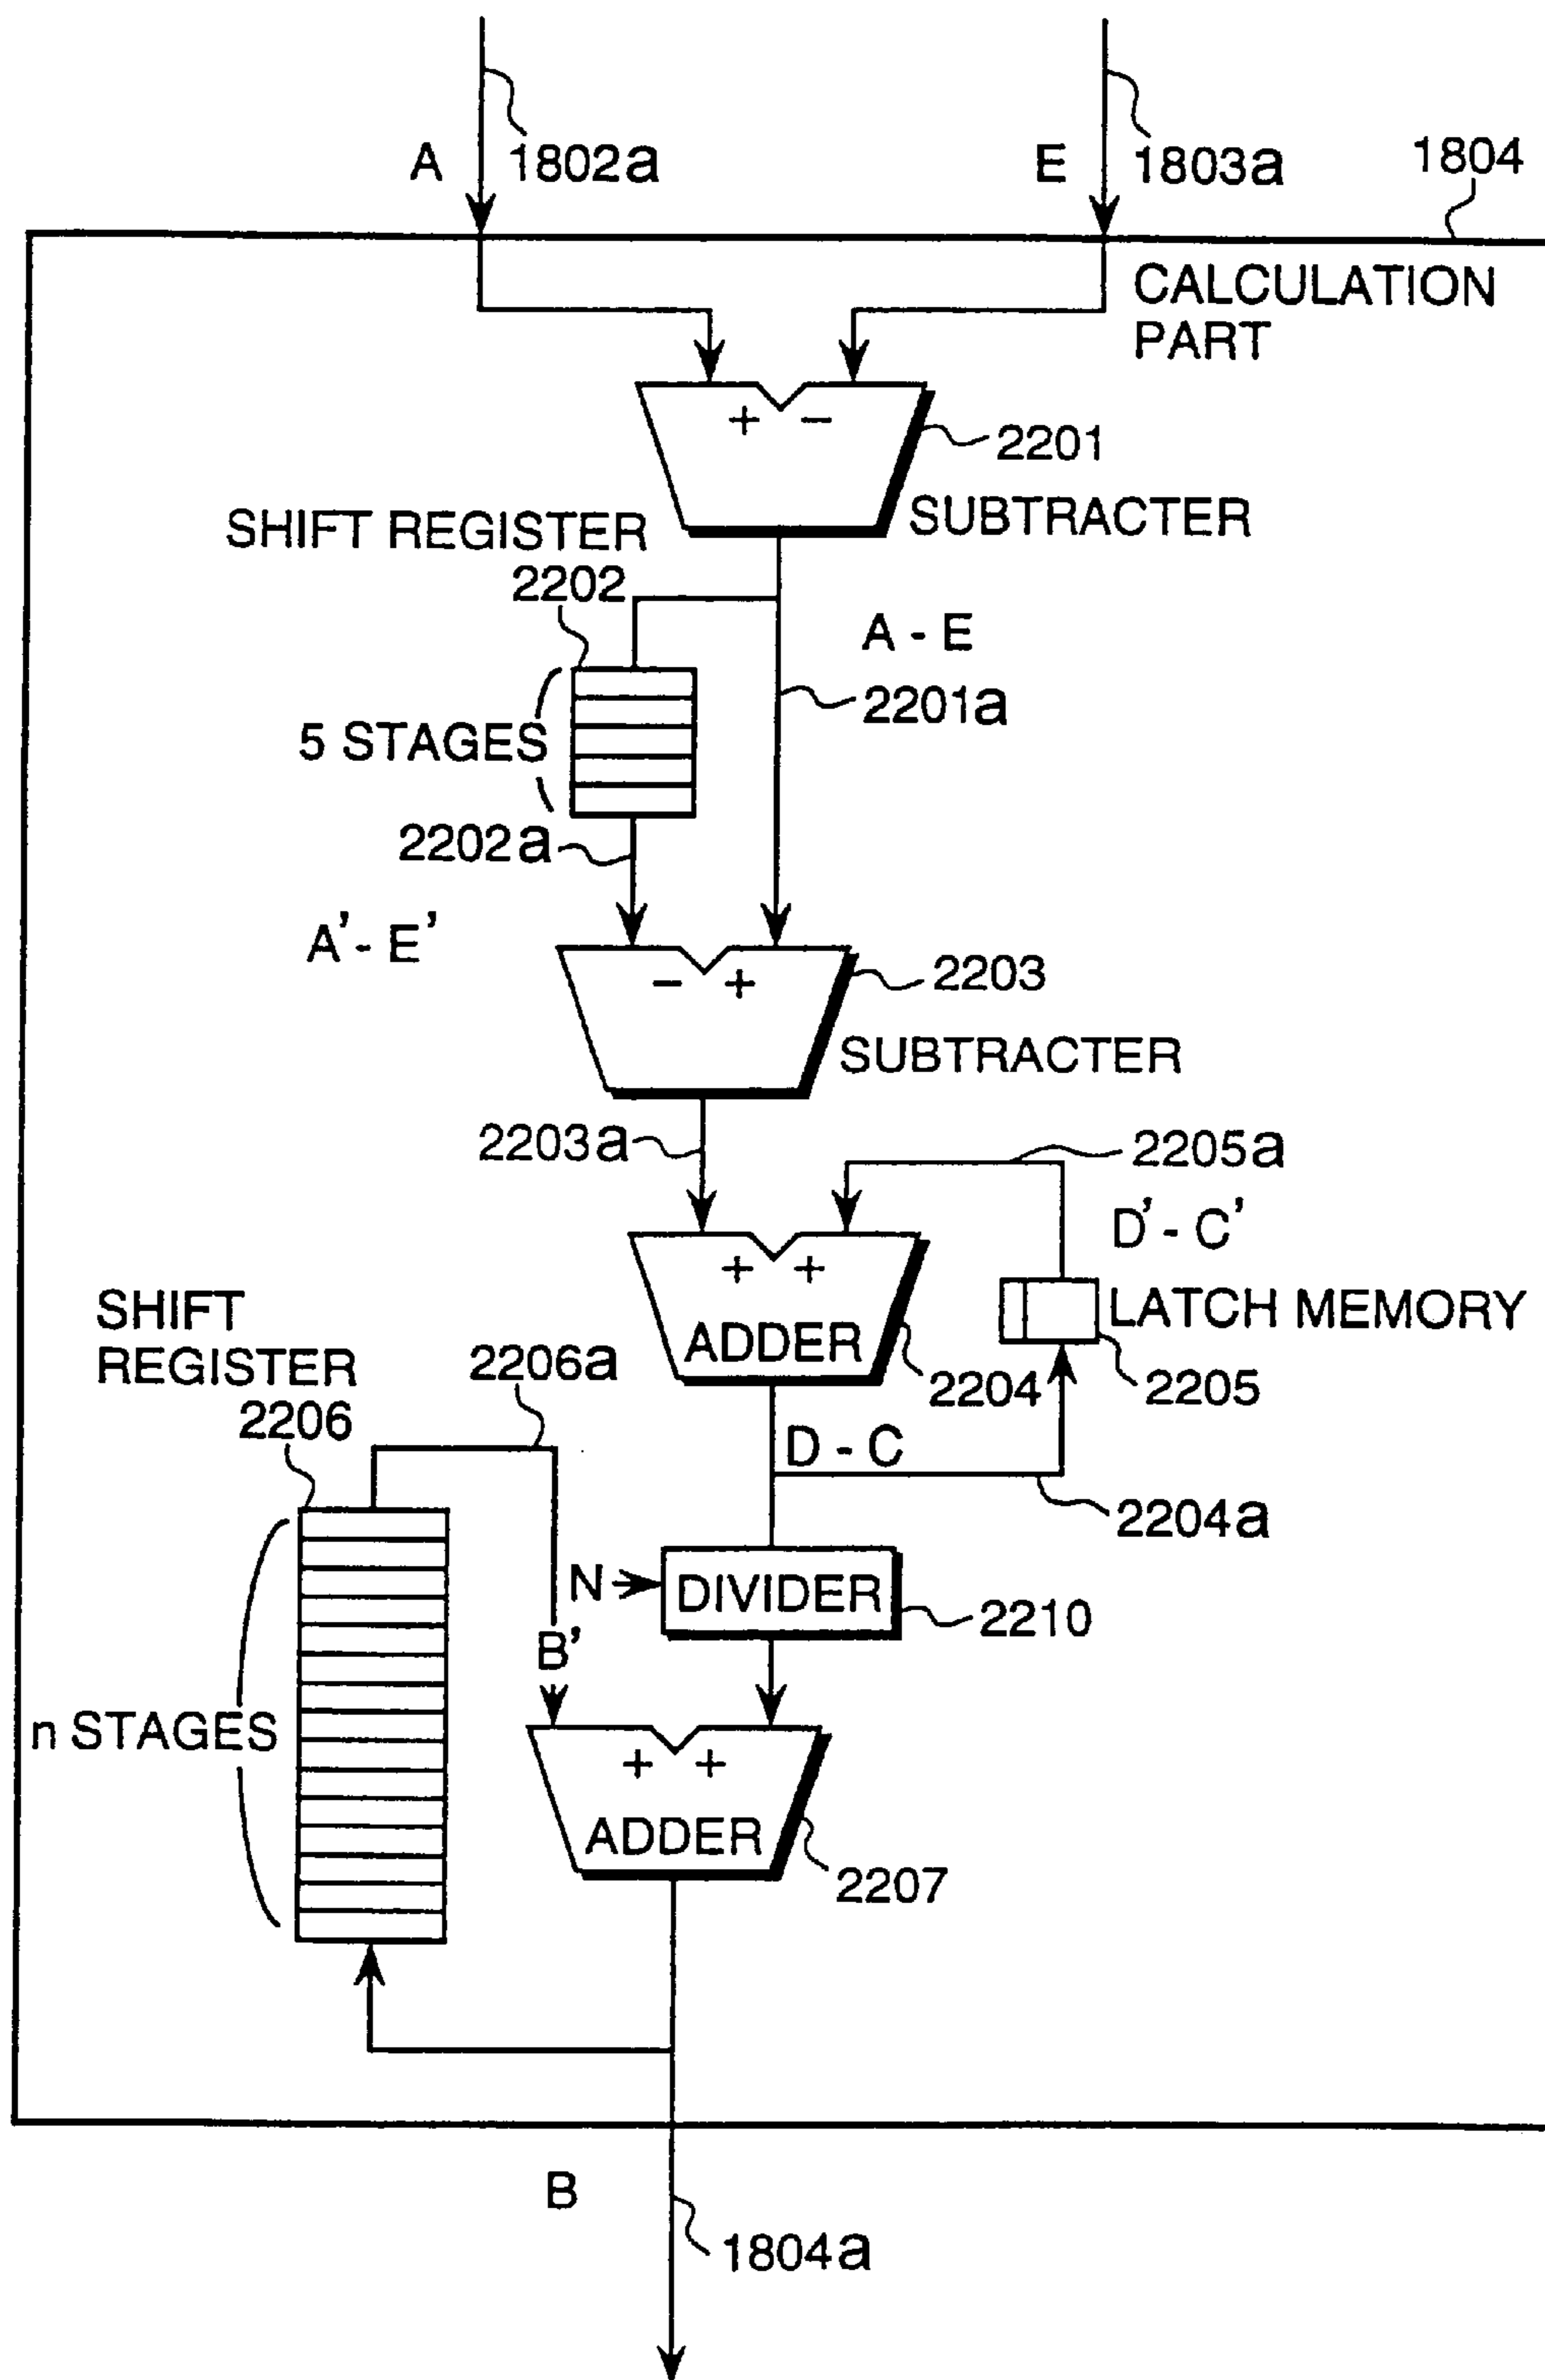 A
1802a
E
1803a
1804
CALCULATION
PART
+ -
2201
SUBTRACTER
SHIFT REGISTER
2202
A - E
2201a
5 STAGES
2202a
A' - E'
- +
2203
SUBTRACTER
2203a
2205a
D' - C'
+ +
ADDER
LATCH MEMORY
2204
2205
SHIFT
REGISTER
2206
2206a
D - C
2204a
N
DIVIDER
2210
B'
n STAGES
+ +
ADDER
2207
B
1804a